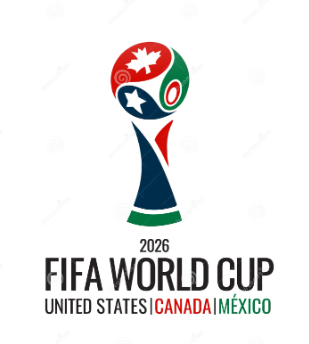 2026
FIFA WORLD CUP
UNITED STATES|CANADA|MÉXICO